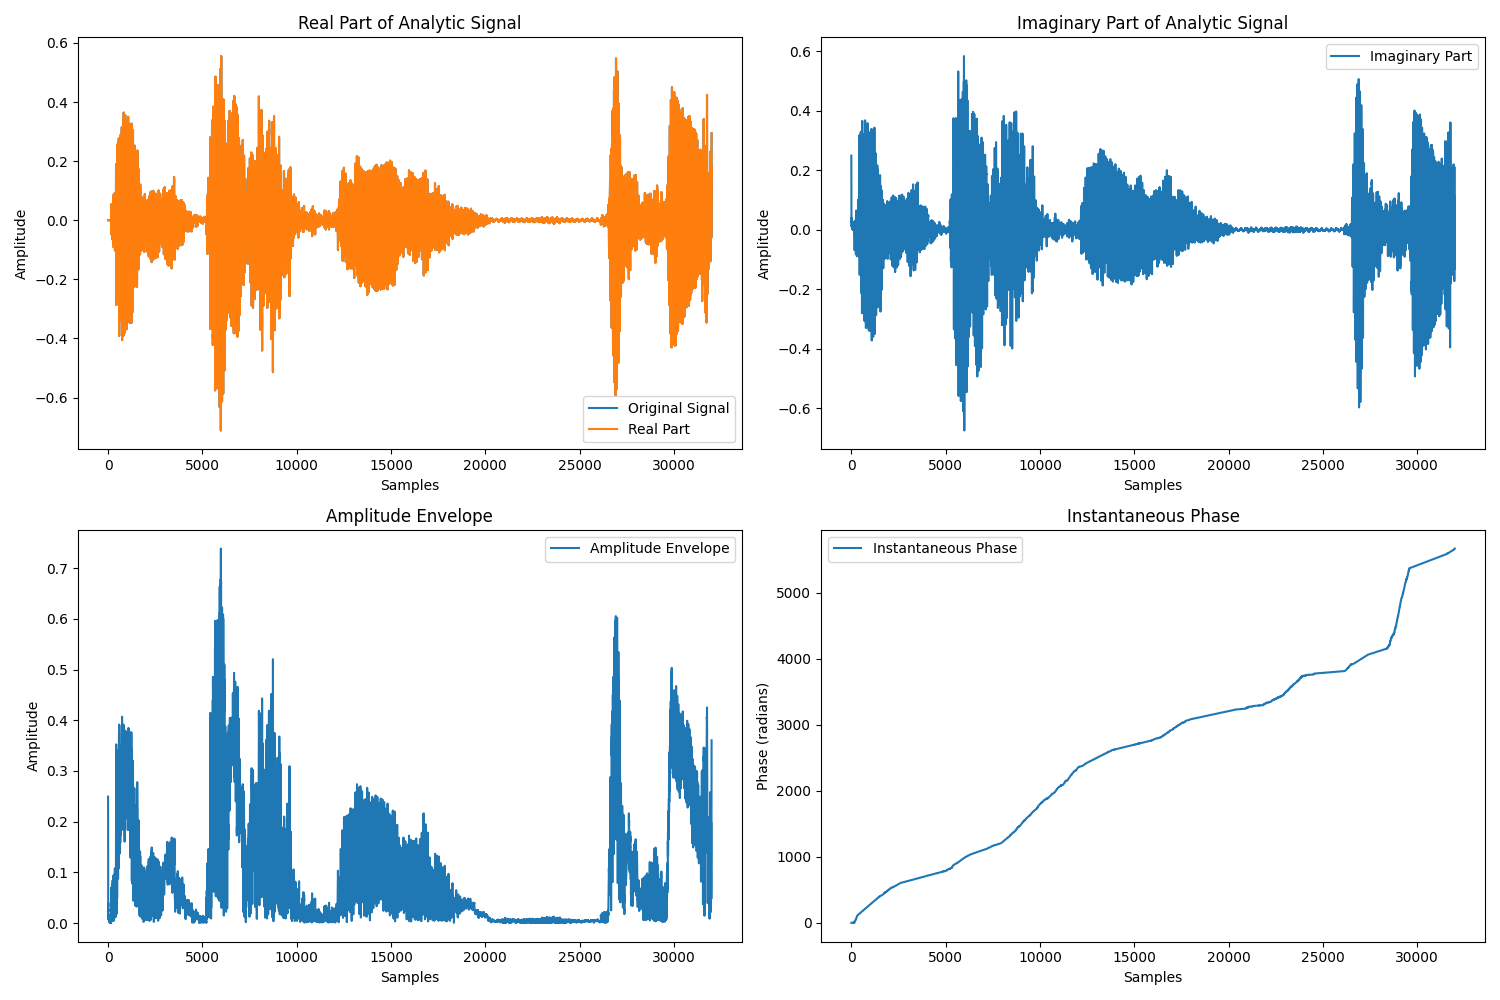 Real Part of Analytic Signal
0.6
0.4
0.2
0.0
−0.2
−0.4
−0.6
Amplitude
Original Signal
Real Part
0 5000 10000 15000 20000 25000 30000
Samples
Imaginary Part of Analytic Signal
Imaginary Part
0.6
0.4
0.2
0.0
−0.2
−0.4
−0.6
Amplitude
0 5000 10000 15000 20000 25000 30000
Samples
Amplitude Envelope
Amplitude Envelope
0.7
0.6
0.5
0.4
0.3
0.2
0.1
0.0
Amplitude
0 5000 10000 15000 20000 25000 30000
Samples
Instantaneous Phase
Instantaneous Phase
5000
4000
3000
2000
1000
0
Phase (radians)
0 5000 10000 15000 20000 25000 30000
Samples